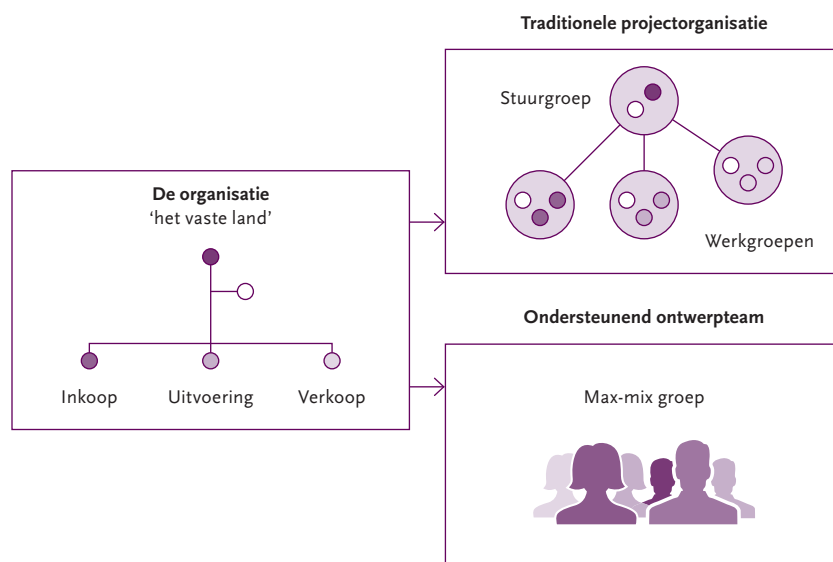 Traditionele projectorganisatie
Stuurgroep
Werkgroepen
De organisatie
‘het vaste land’
Inkoop
Uitvoering
Verkoop
Ondersteunend ontwerpteam
Max-mix groep